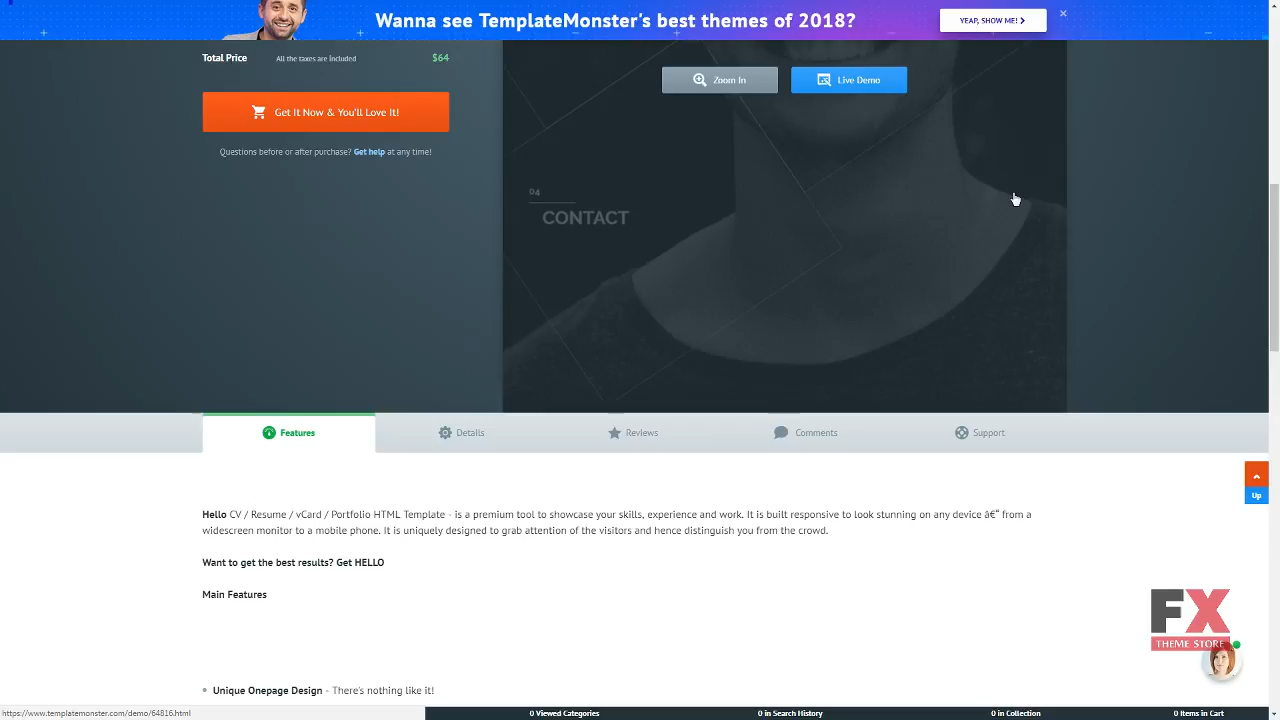 Wanna see TemplateMonster's best themes of 2018?
YEAP, SHOW ME!
Total Price All the taxes are Included $64
Get It Now & You'll Love It!
Questions before or after purchase? Get help at any time!
Zoom In
Live Demo
04
CONTACT
Features
Details
Reviews
Comments
Support
Up
Hello CV / Resume / vCard / Portfolio HTML Template - is a premium tool to showcase your skills, experience and work. It is built responsive to look stunning on any device â€“ from a
widescreen monitor to a mobile phone. It is uniquely designed to grab attention of the visitors and hence distinguish you from the crowd.
Want to get the best results? Get HELLO
Main Features
FX
THEME STORE
Unique Onepage Design - There's nothing like it!
https://www.templatemonster.com/demo/64816.html
0 Viewed Categories
0 in Search History
0 in Collection
0 Items in Cart